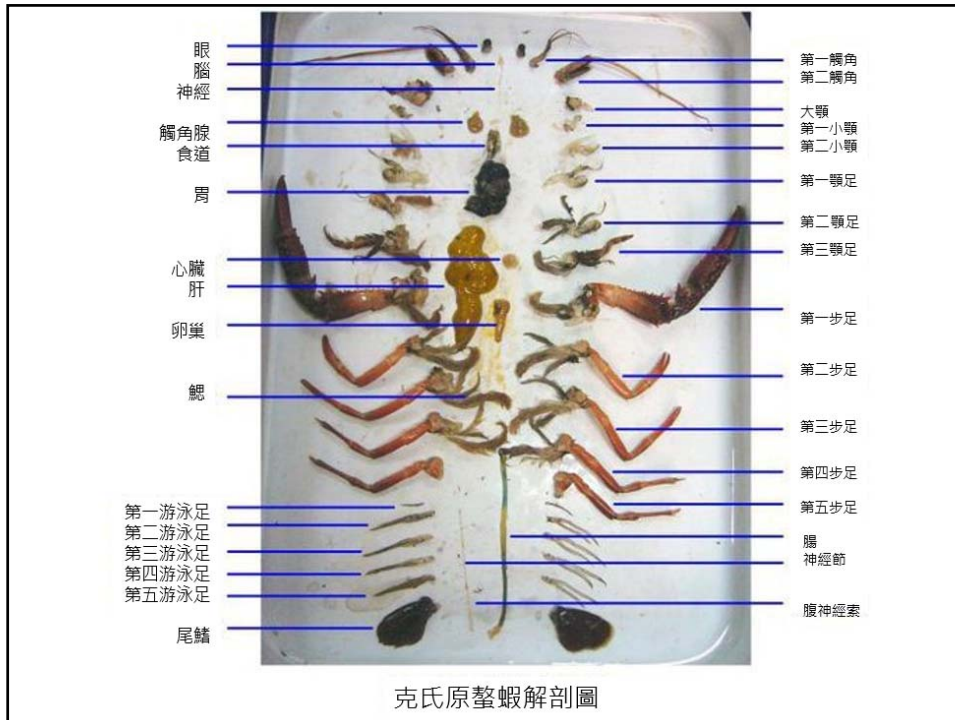 眼
腦
神經
觸角腺
食道
胃
心臟
肝
卵巢
鰓
第一游泳足
第二游泳足
第三游泳足
第四游泳足
第五游泳足
尾鰭
第一觸角
第二觸角
大顎
第一小顎
第二小顎
第一顎足
第二顎足
第三顎足
第一步足
第二步足
第三步足
第四步足
第五步足
腸
神經節
腹神經索
克氏原螯蝦解剖圖